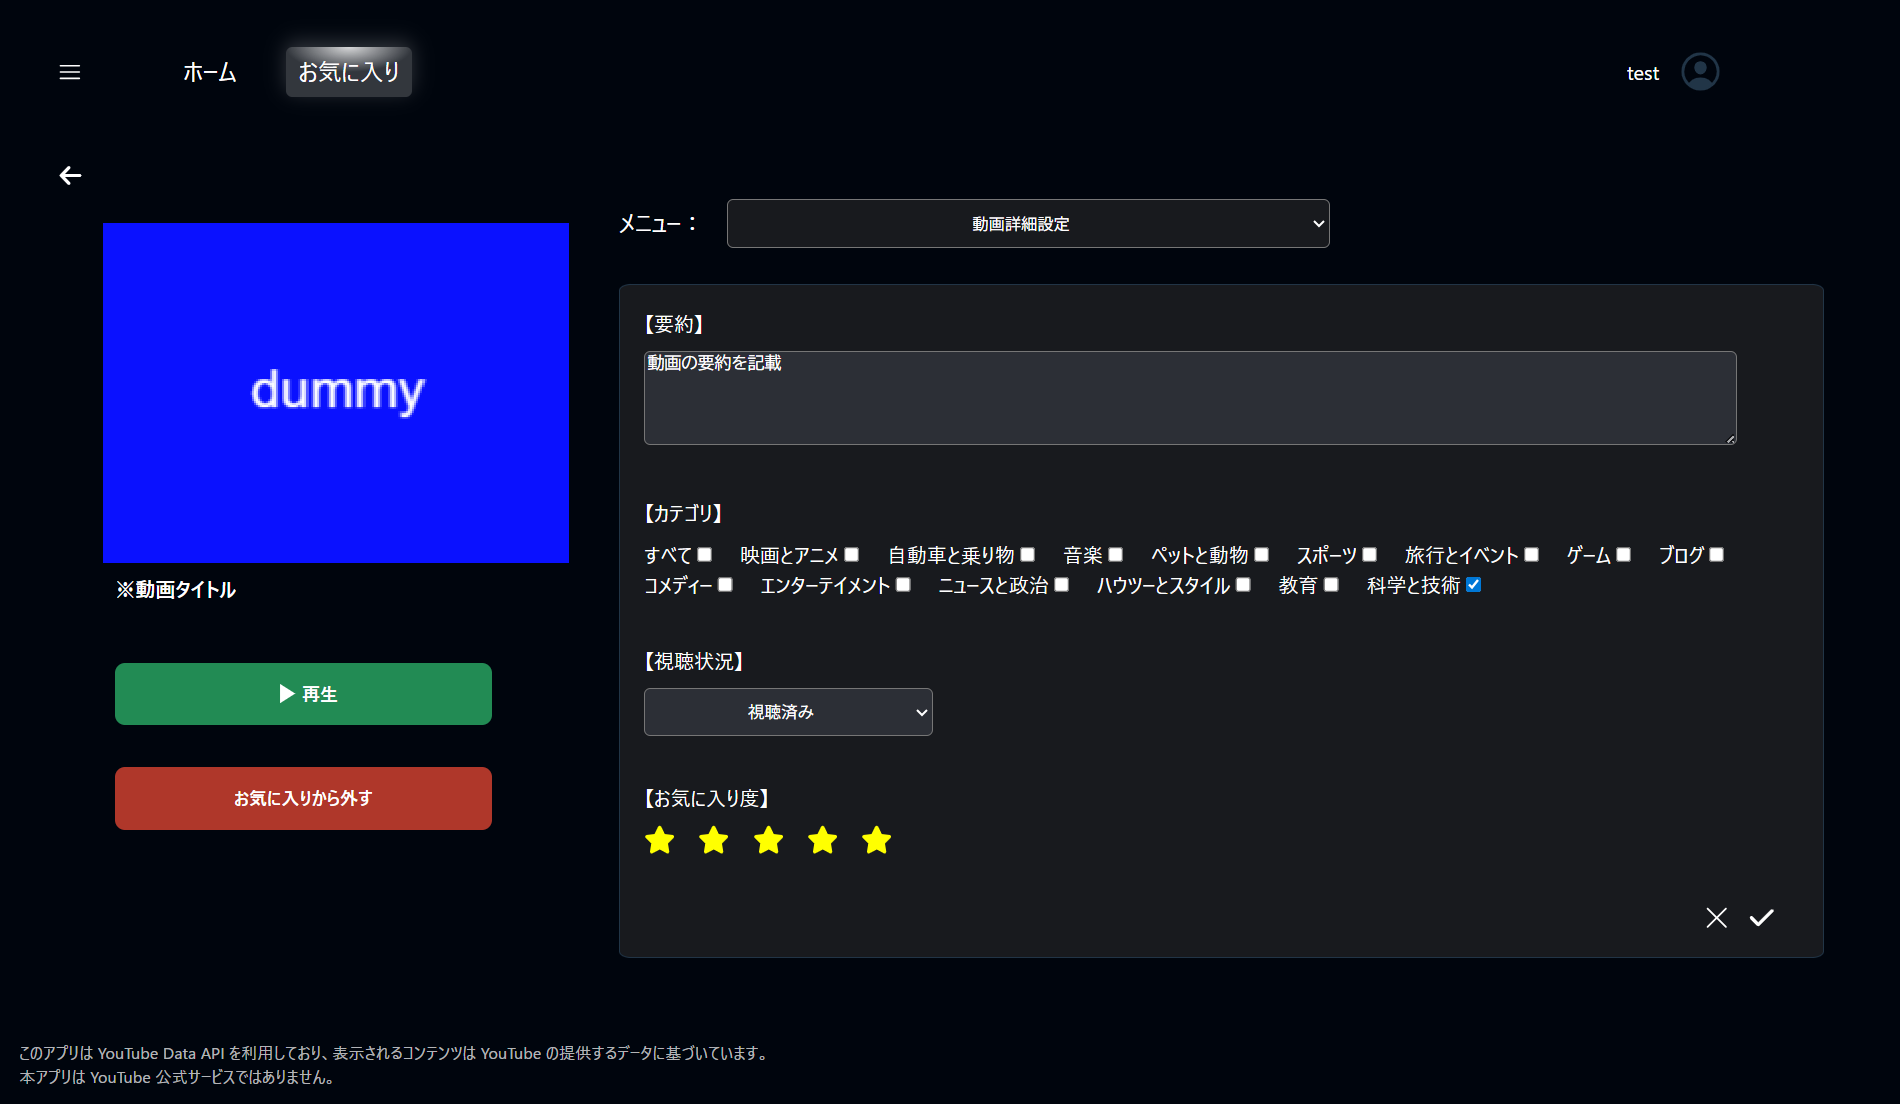 ホーム お気に入り test
メニュー： 動画詳細設定
dummy
※動画タイトル
▶ 再生
お気に入りから外す
【要約】
動画の要約を記載
【カテゴリ】
すべて 映画とアニメ 自動車と乗り物 音楽 ペットと動物 スポーツ 旅行とイベント ゲーム ブログ
コメディー エンターテイメント ニュースと政治 ハウツーとスタイル 教育 科学と技術
【視聴状況】
視聴済み
【お気に入り度】
このアプリは YouTube Data API を利用しており、表示されるコンテンツは YouTube の提供するデータに基づいています。
本アプリは YouTube 公式サービスではありません。